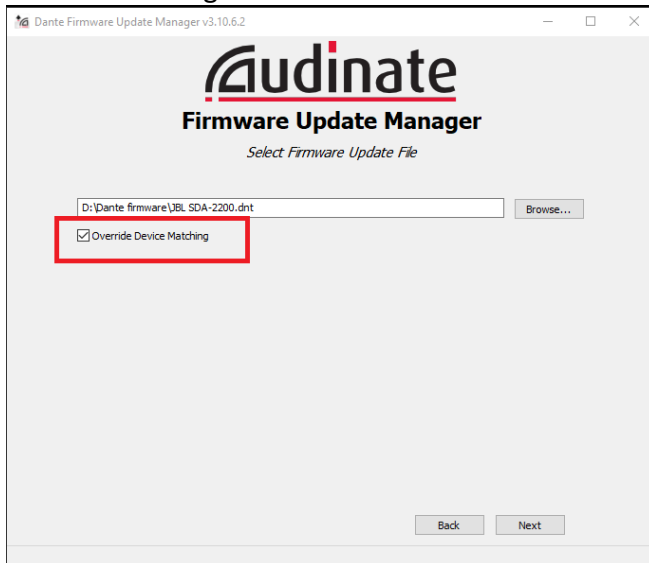 Dante Firmware Update Manager v3.10.6.2
Audinate
Firmware Update Manager
Select Firmware Update File
D:\Dante firmware\JBL SDA-2200.dnt
Browse...
Override Device Matching
Back
Next